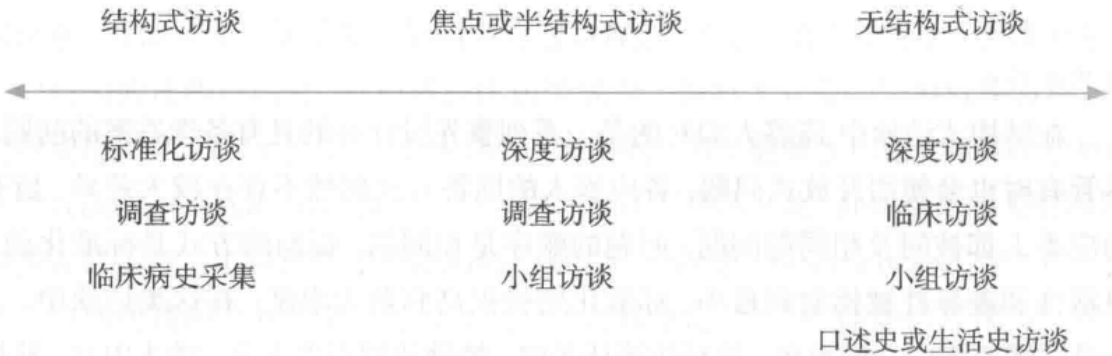 结构式访谈 焦点或半结构式访谈 无结构式访谈
标准化访谈 深度访谈 深度访谈
调查访谈 调查访谈 临床访谈
临床病史采集 小组访谈 小组访谈
口述史或生活史访谈